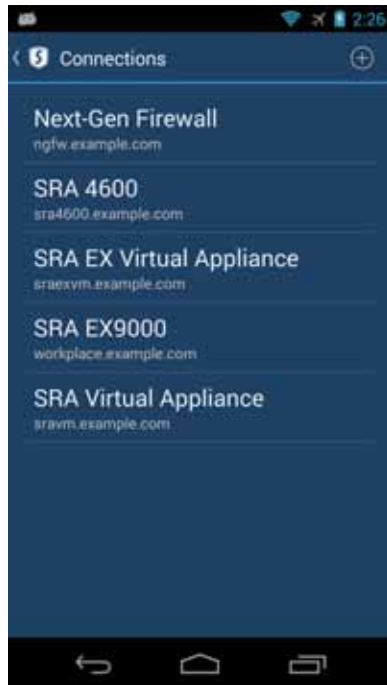 2:26
Connections
Next-Gen Firewall
ngfw.example.com
SRA 4600
sra4600.example.com
SRA EX Virtual Appliance
sraexvm.example.com
SRA EX9000
workplace.example.com
SRA Virtual Appliance
sravm.example.com